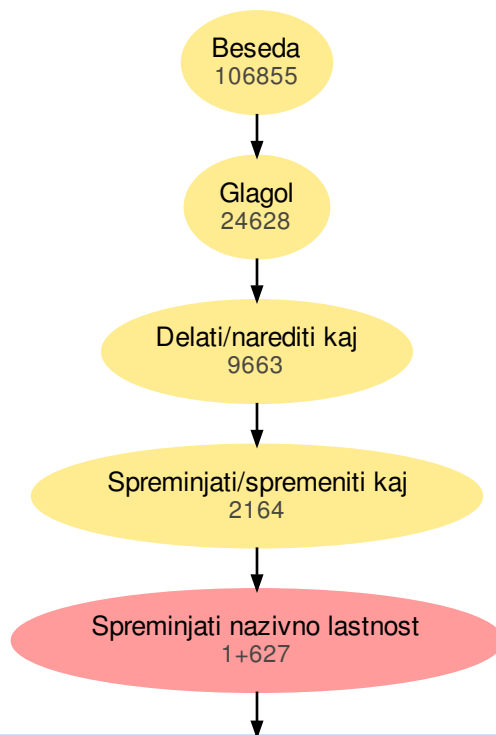 Beseda
106855
Glagol
24628
Delati/narediti kaj
9663
Spreminjati/spremeniti kaj
2164
Spreminjati nazivno lastnost
1+627